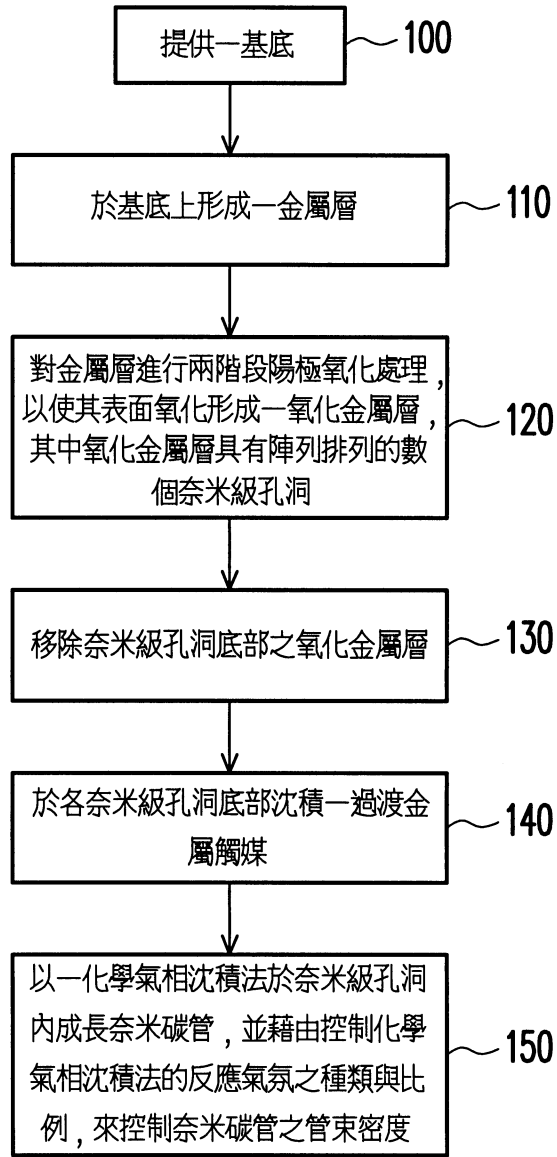 提供一基底
100
於基底上形成一金屬層
110
對金屬層進行兩階段陽極氧化處理,
以使其表面氧化形成一氧化金屬層,
其中氧化金屬層具有陣列排列的數
個奈米級孔洞
120
移除奈米級孔洞底部之氧化金屬層
130
於各奈米級孔洞底部沈積一過渡金
屬觸媒
140
以一化學氣相沈積法於奈米級孔洞
內成長奈米碳管,並藉由控制化學
氣相沈積法的反應氣氛之種類與比
例,來控制奈米碳管之管束密度
150